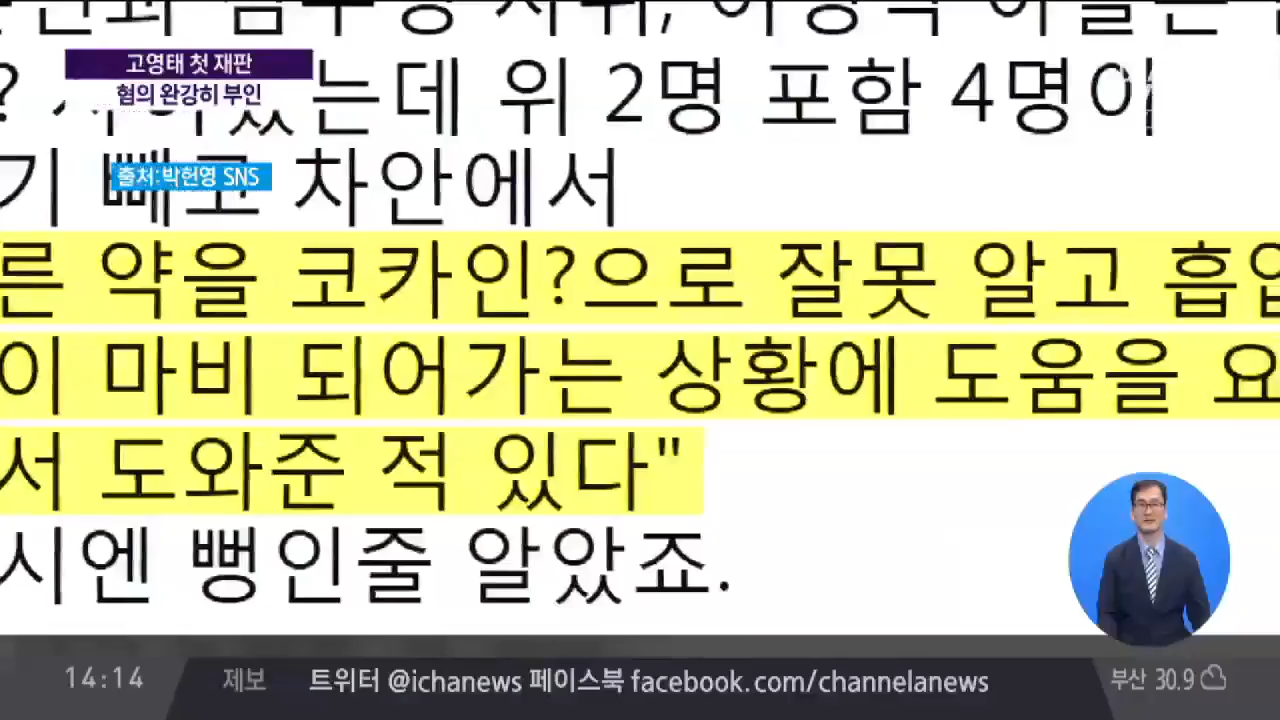 고영태 첫 재판
혐의 완강히 부인
출처:박헌영 SNS
는데 위 2명 포함 4명이
기 빼고 차안에서
른 약을 코카인?으로 잘못 알고 흡입
이 마비 되어가는 상황에 도움을 요
서 도와준 적 있다"
시엔 뻥인줄 알았죠.
14:14 제보 트위터 @ichanews 페이스북 facebook.com/channelanews 부산 30.9